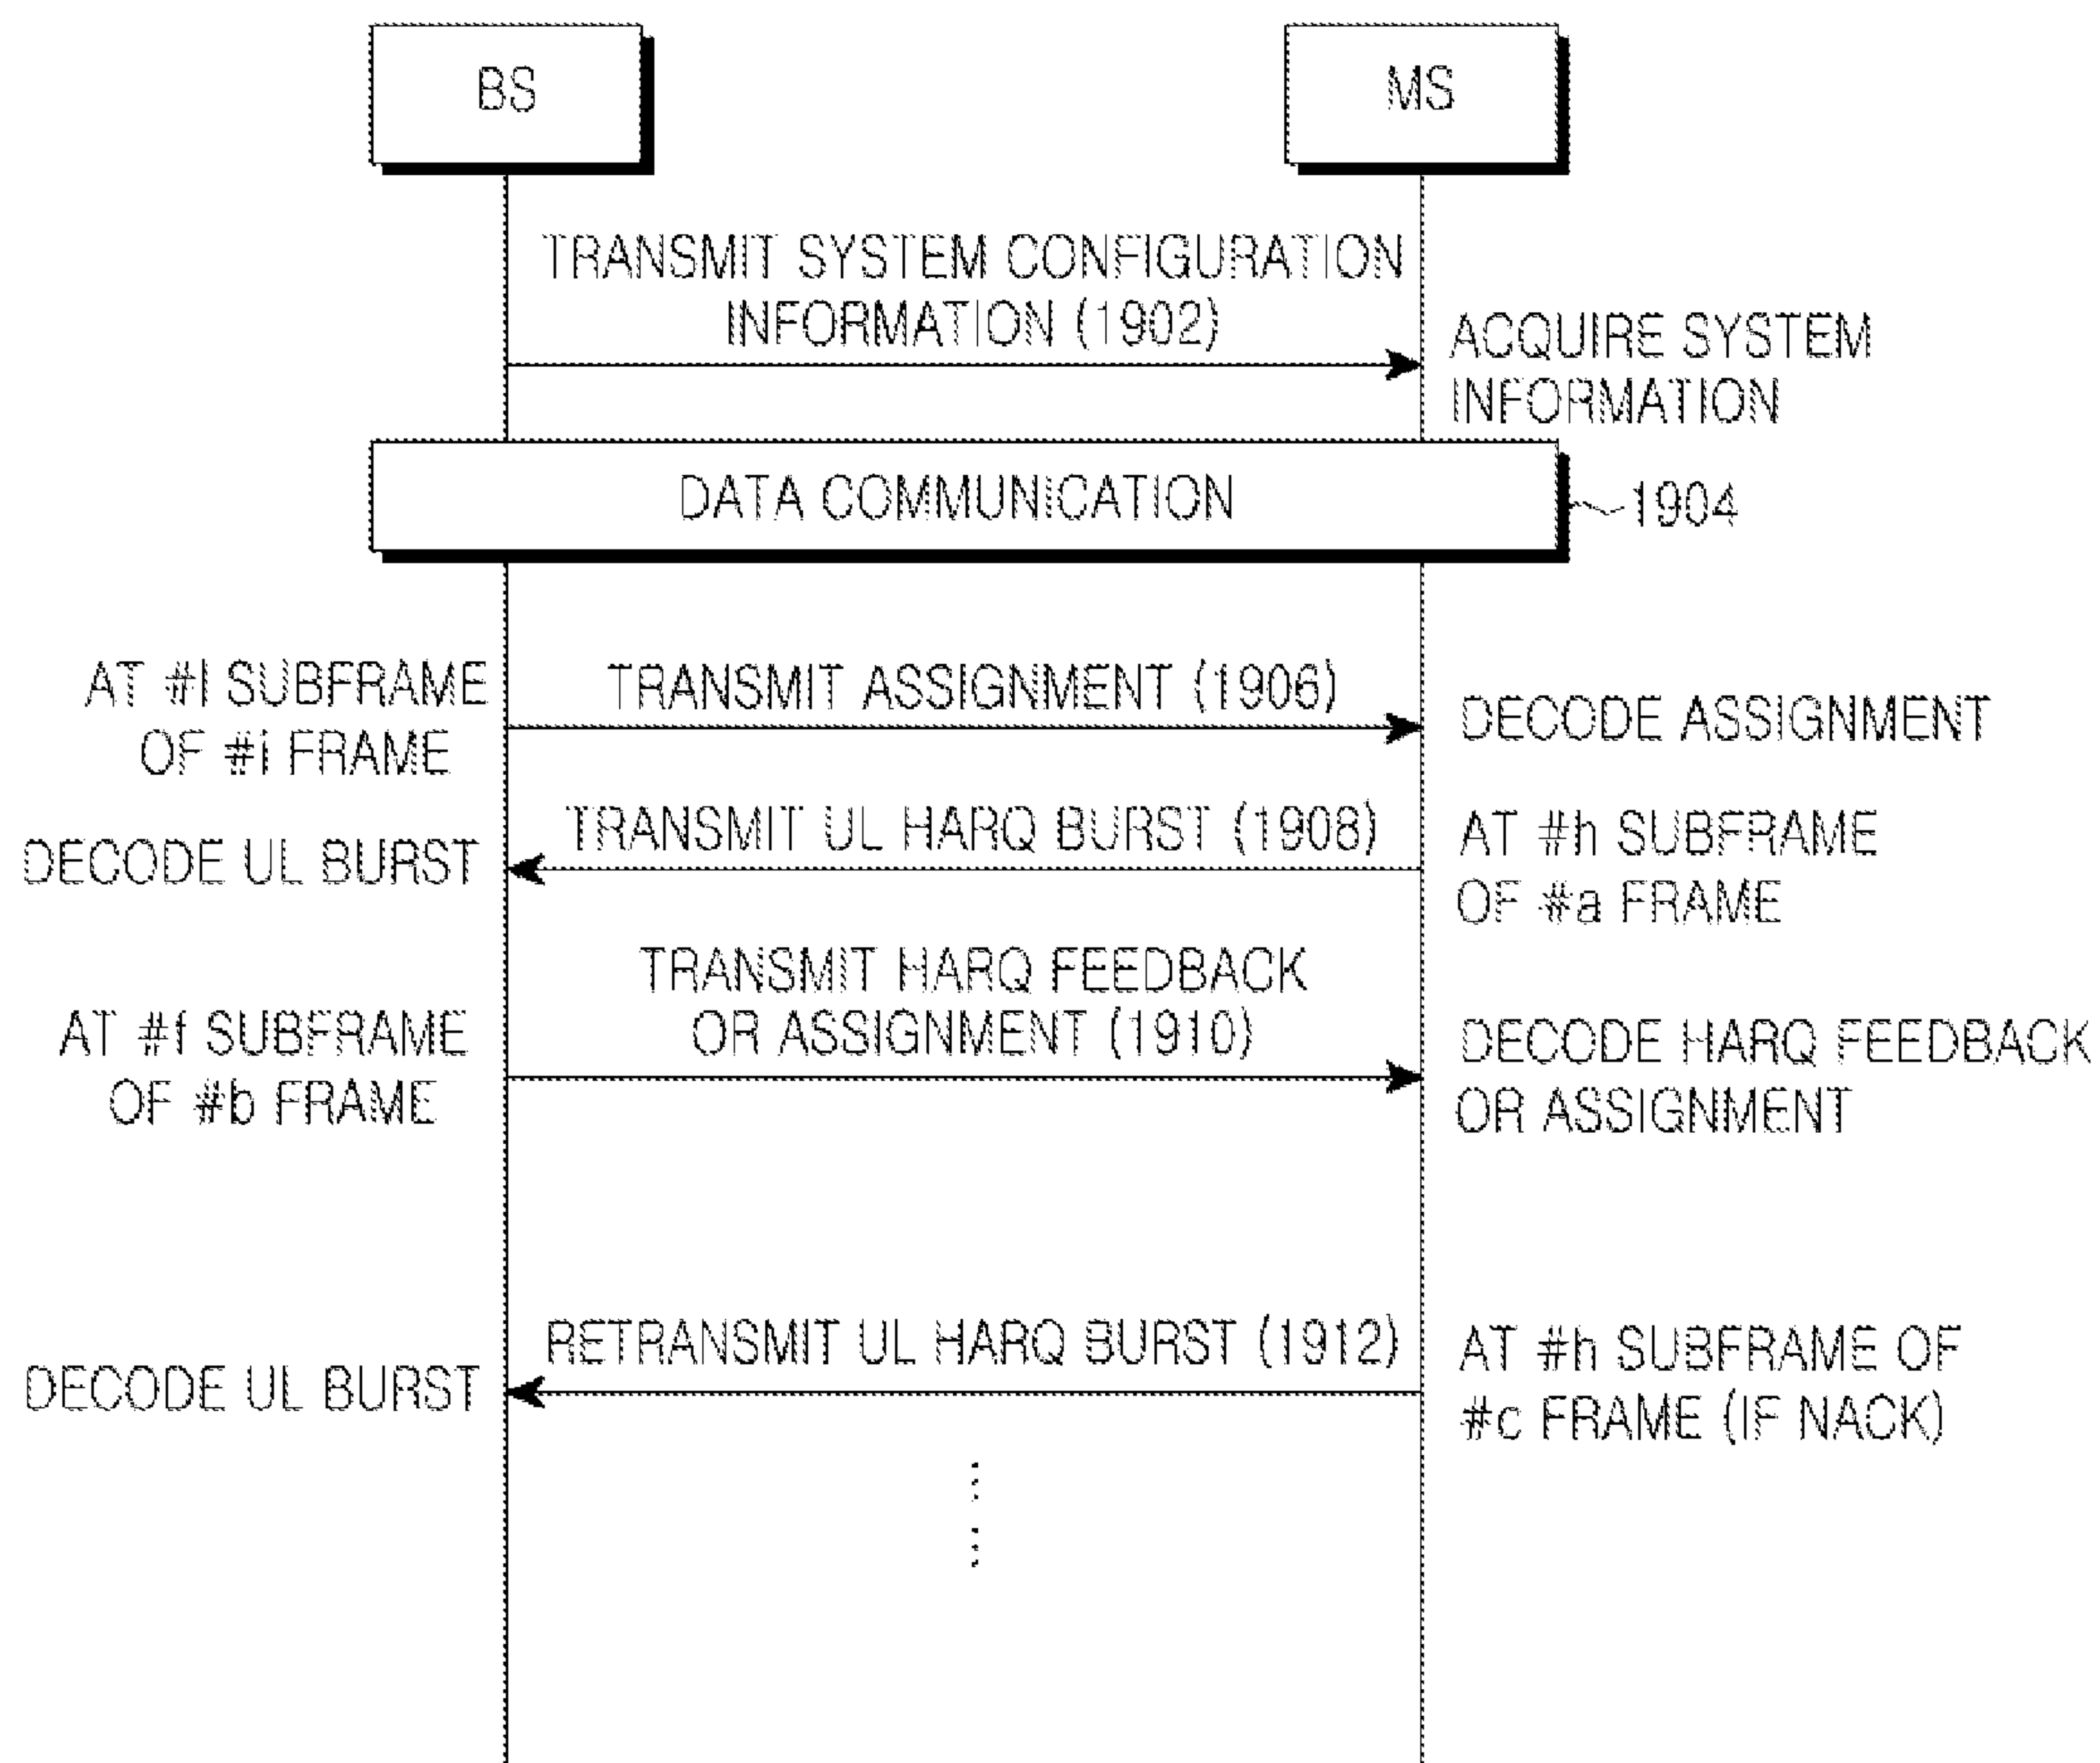 BS
MS
TRANSMIT SYSTEM CONFIGURATION
INFORMATION (1902)
ACQUIRE SYSTEM
INFORMATION
DATA COMMUNICATION
1904
AT #l SUBFRAME
OF #i FRAME
TRANSMIT ASSIGNMENT (1906)
DECODE ASSIGNMENT
TRANSMIT UL HARQ BURST (1908)
DECODE UL BURST
AT #h SUBFRAME
OF #a FRAME
TRANSMIT HARQ FEEDBACK
OR ASSIGNMENT (1910)
AT #f SUBFRAME
OF #b FRAME
DECODE HARQ FEEDBACK
OR ASSIGNMENT
RETRANSMIT UL HARQ BURST (1912)
DECODE UL BURST
AT #h SUBFRAME OF
#c FRAME (IF NACK)